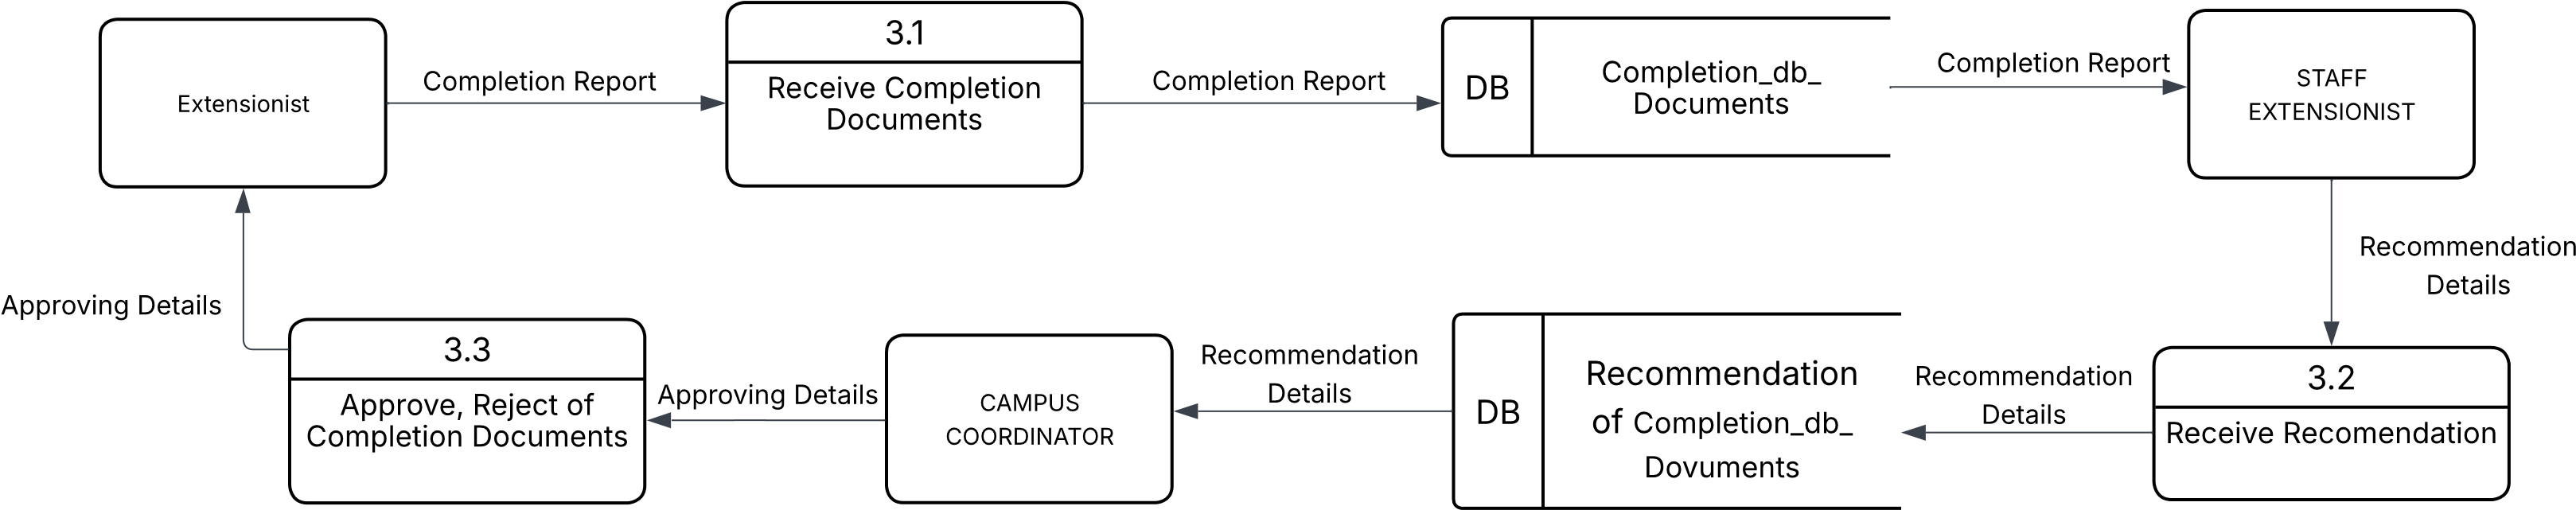 Extensionist
Completion Report
3.1
Receive Completion
Documents
Completion Report
DB
Completion_db_
Documents
Completion Report
STAFF
EXTENSIONIST
Recommendation
Details
3.2
Receive Recomendation
Recommendation
Details
DB
Recommendation
of Completion_db_
Dovuments
Recommendation
Details
CAMPUS
COORDINATOR
Approving Details
3.3
Approve, Reject of
Completion Documents
Approving Details